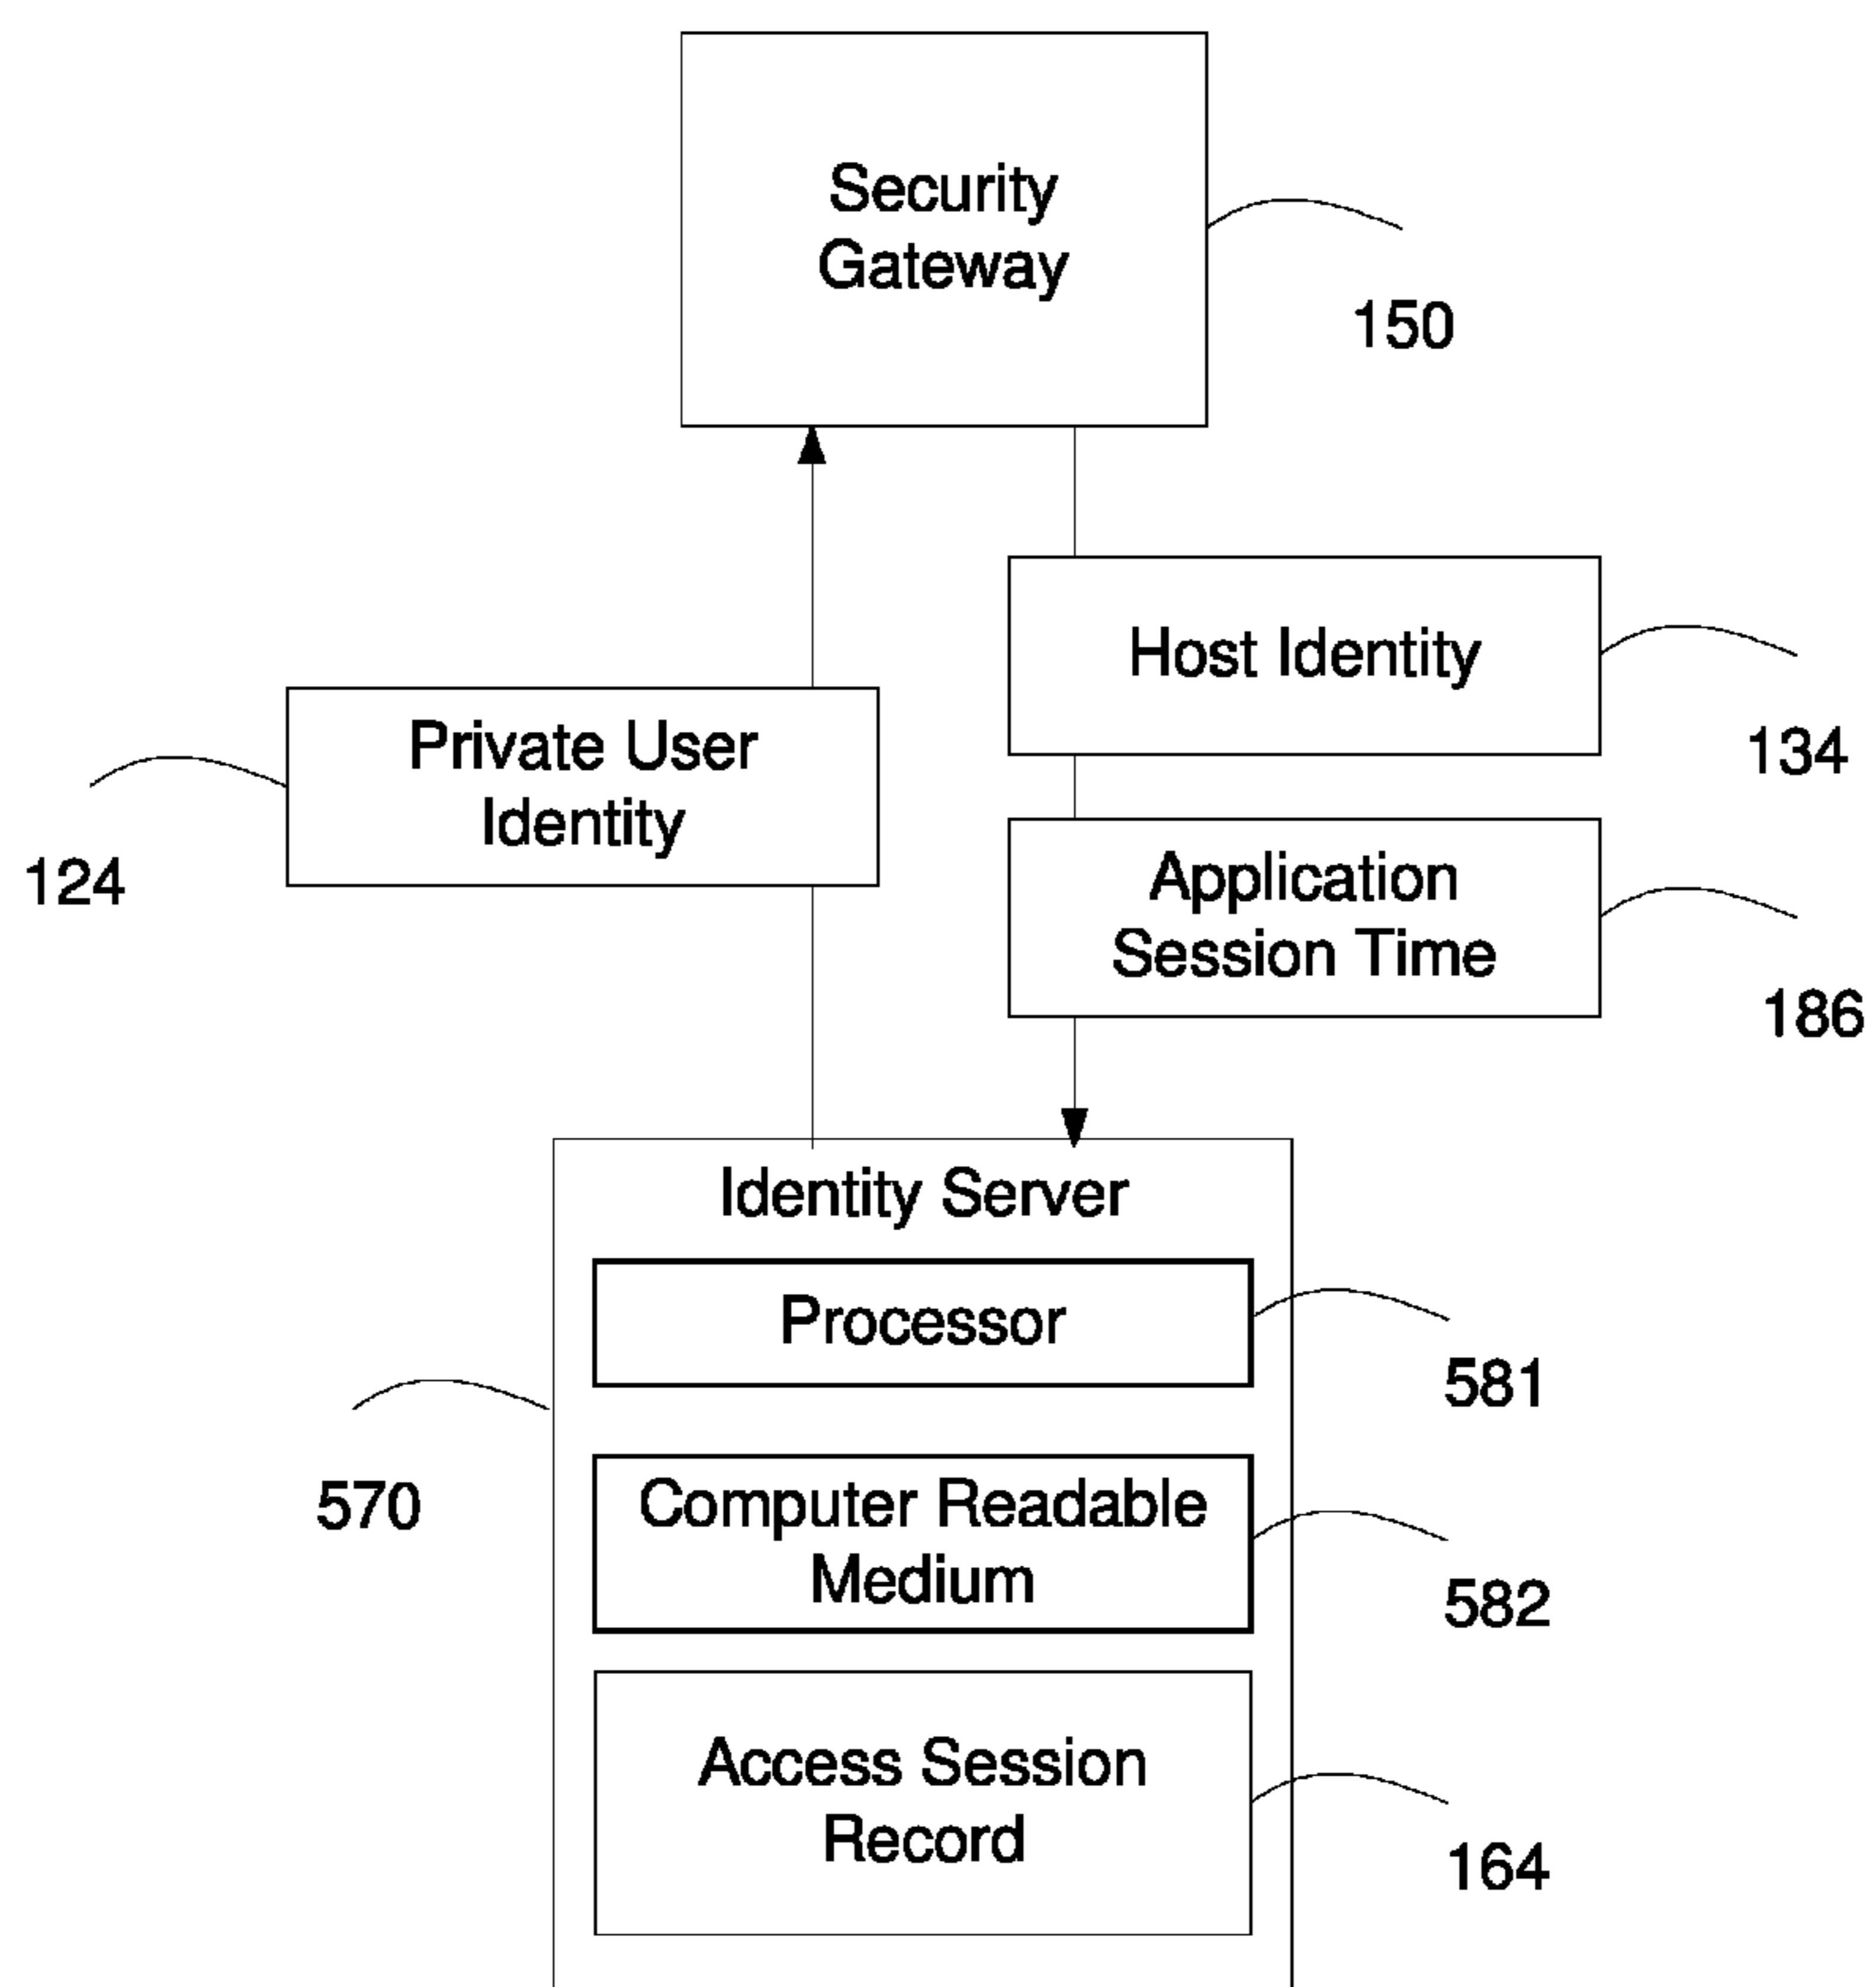 Security
Gateway
150
Host Identity
134
Private User
Identity
124
Application
Session Time
186
Identity Server
Processor
581
570
Computer Readable
Medium
582
Access Session
Record
164